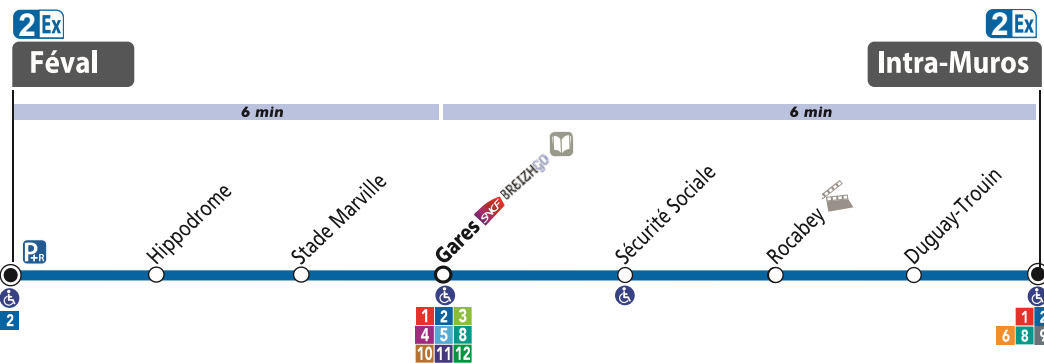 2 Ex
2 Ex
Féval
Intra-Muros
6 min
6 min
P+R
Hippodrome
Stade Marville
Gares SNCF BREIZHGO
Sécurité Sociale
Rocabey
Duguay-Trouin
2
1 2 3
4 5 8
10 11 12
1 2
6 8 9